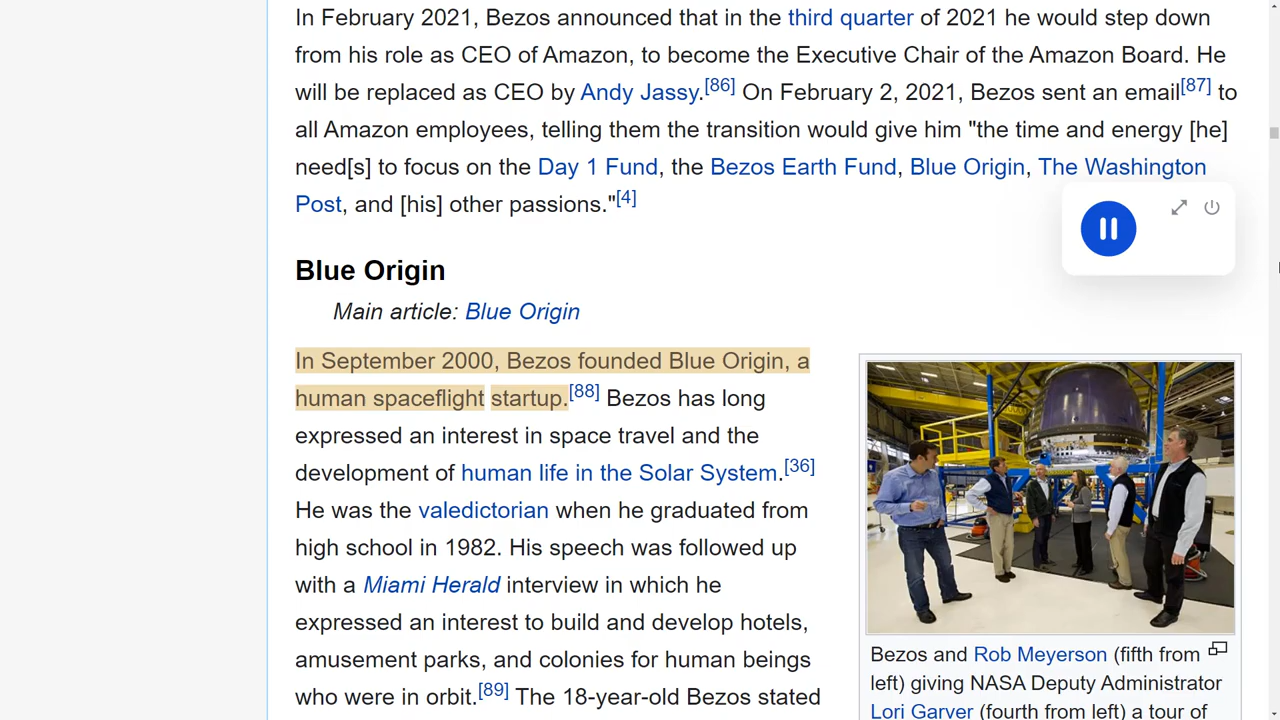 In February 2021, Bezos announced that in the third quarter of 2021 he would step down
from his role as CEO of Amazon, to become the Executive Chair of the Amazon Board. He
will be replaced as CEO by Andy Jassy.[86] On February 2, 2021, Bezos sent an email[87] to
all Amazon employees, telling them the transition would give him "the time and energy [he]
need[s] to focus on the Day 1 Fund, the Bezos Earth Fund, Blue Origin, The Washington
Post, and [his] other passions."[4]
Blue Origin
Main article: Blue Origin
In September 2000, Bezos founded Blue Origin, a
human spaceflight startup.[88] Bezos has long
expressed an interest in space travel and the
development of human life in the Solar System.[36]
He was the valedictorian when he graduated from
high school in 1982. His speech was followed up
with a Miami Herald interview in which he
expressed an interest to build and develop hotels,
amusement parks, and colonies for human beings
who were in orbit.[89] The 18-year-old Bezos stated
Bezos and Rob Meyerson (fifth from
left) giving NASA Deputy Administrator
Lori Garver (fourth from left) a tour of